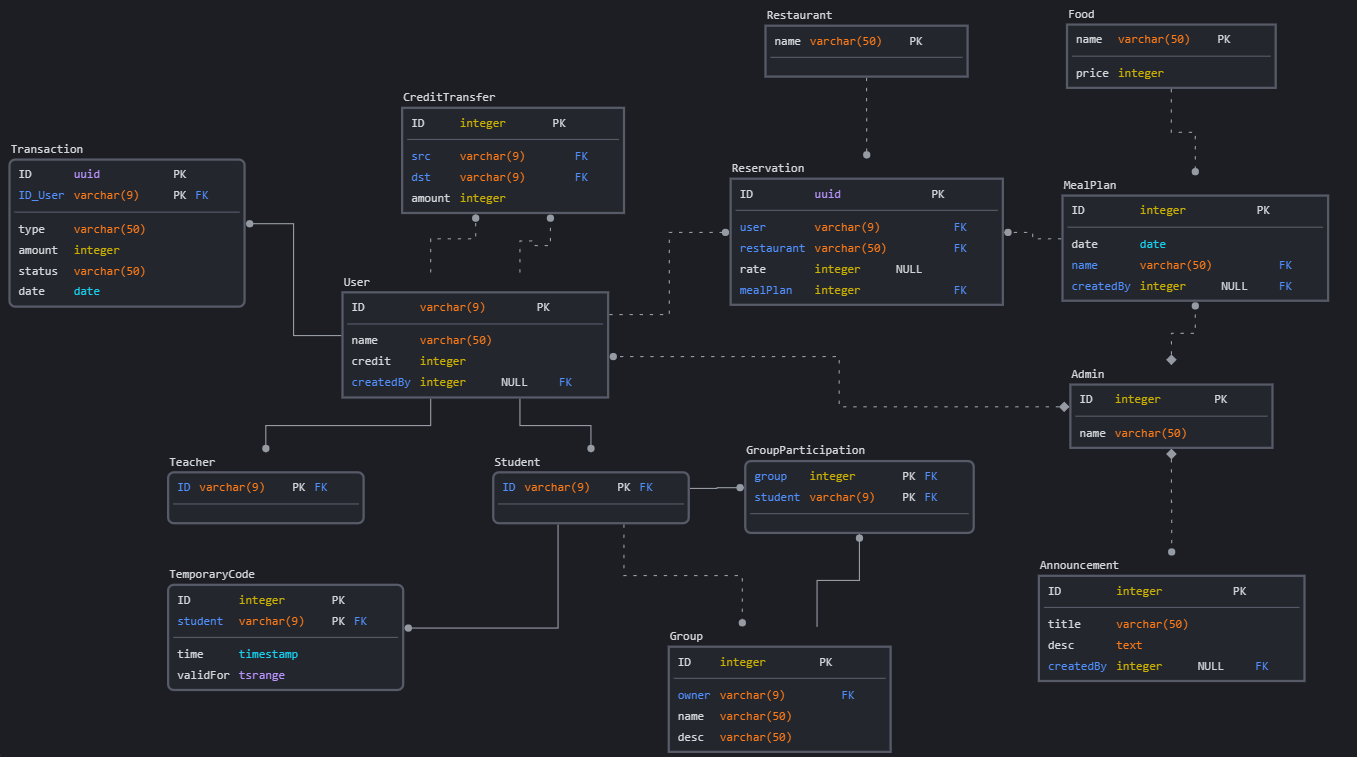 Restaurant
name varchar(50) PK
Food
name varchar(50) PK
price integer
CreditTransfer
ID integer PK
src varchar(9) FK
dst varchar(9) FK
amount integer
Transaction
ID uuid PK
ID_User varchar(9) PK FK
type varchar(50)
amount integer
status varchar(50)
date date
Reservation
ID uuid PK
user varchar(9) FK
restaurant varchar(50) FK
rate integer NULL
mealPlan integer FK
MealPlan
ID integer PK
date date
name varchar(50) FK
createdBy integer NULL FK
User
ID varchar(9) PK
name varchar(50)
credit integer
createdBy integer NULL FK
Admin
ID integer PK
name varchar(50)
Teacher
ID varchar(9) PK FK
Student
ID varchar(9) PK FK
GroupParticipation
group integer PK FK
student varchar(9) PK FK
TemporaryCode
ID integer PK
student varchar(9) PK FK
time timestamp
validFor tsrange
Announcement
ID integer PK
title varchar(50)
desc text
createdBy integer NULL FK
Group
ID integer PK
owner varchar(9) FK
name varchar(50)
desc varchar(50)